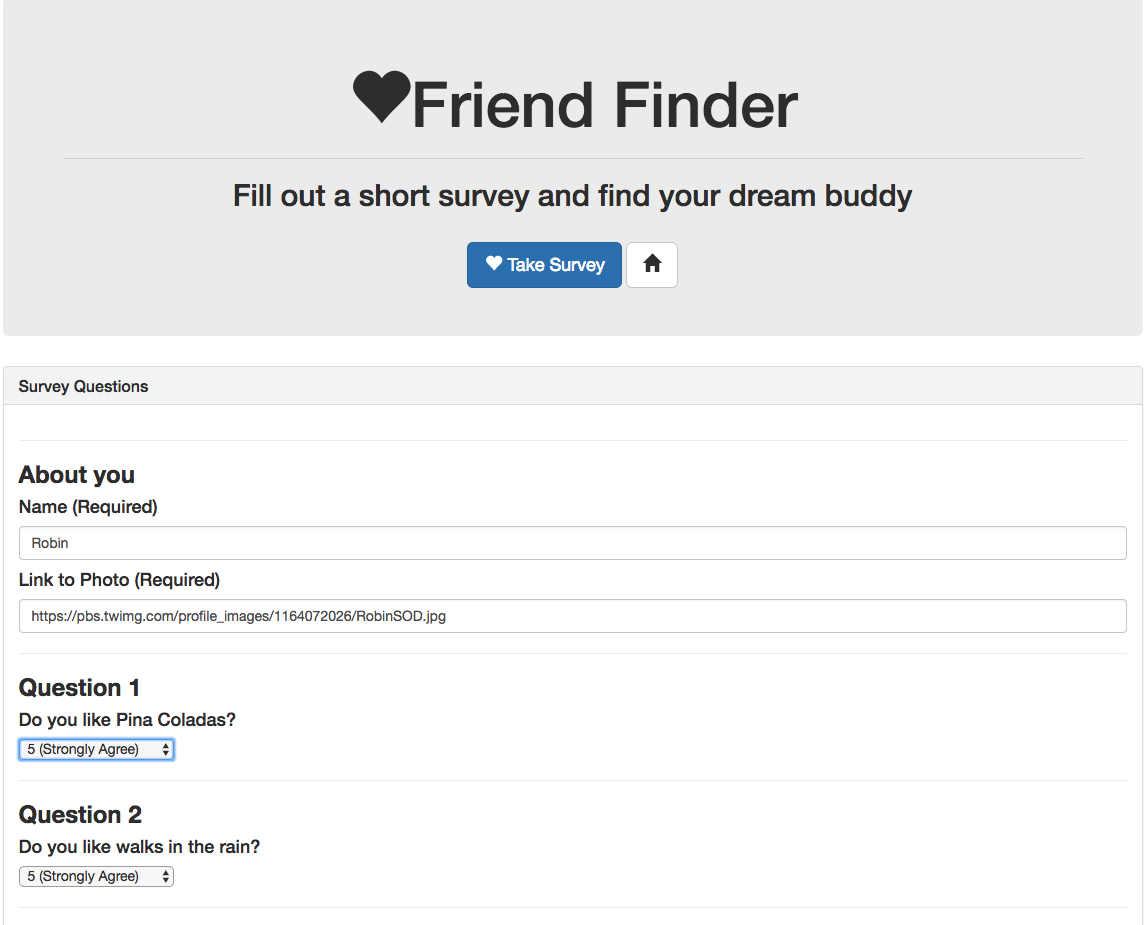 Friend Finder
Fill out a short survey and find your dream buddy
Take Survey
Survey Questions
About you
Name (Required)
Robin
Link to Photo (Required)
https://pbs.twimg.com/profile_images/1164072026/RobinSOD.jpg
Question 1
Do you like Pina Coladas?
5 (Strongly Agree)
Question 2
Do you like walks in the rain?
5 (Strongly Agree)